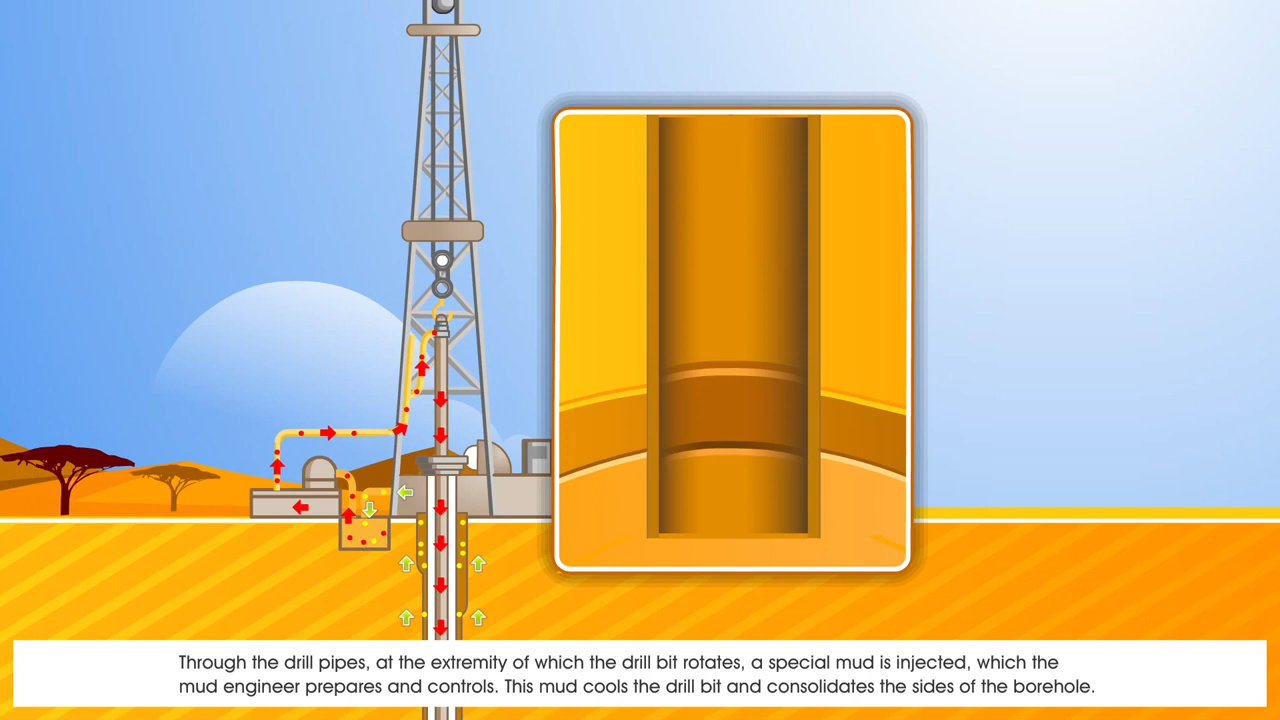 Through the drill pipes, at the extremity of which the drill bit rotates, a special mud is injected, which the
mud engineer prepares and controls. This mud cools the drill bit and consolidates the sides of the borehole.